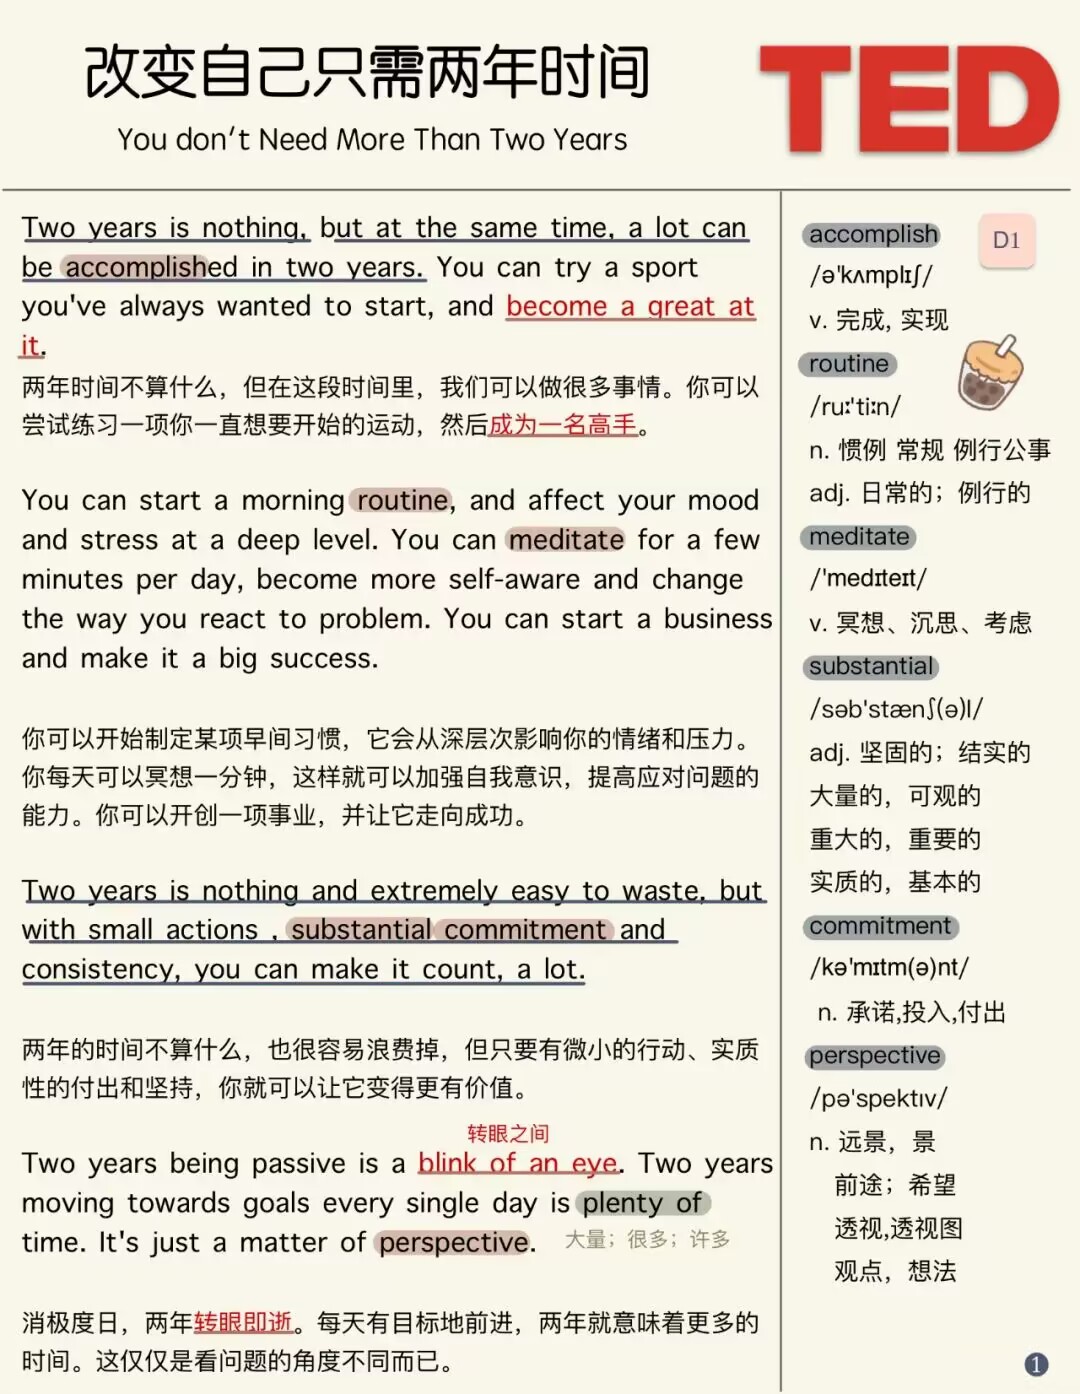 改变自己只需两年时间
You don't Need More Than Two Years
TED
Two years is nothing, but at the same time, a lot can
be accomplished in two years. You can try a sport
you've always wanted to start, and become a great at
it.
两年时间不算什么，但在这段时间里，我们可以做很多事情。你可以
尝试练习一项你一直想要开始的运动，然后成为一名高手。
You can start a morning routine, and affect your mood
and stress at a deep level. You can meditate for a few
minutes per day, become more self-aware and change
the way you react to problem. You can start a business
and make it a big success.
你可以开始制定某项早间习惯，它会从深层次影响你的情绪和压力。
你每天可以冥想一分钟，这样就可以加强自我意识，提高应对问题的
能力。你可以开创一项事业，并让它走向成功。
Two years is nothing and extremely easy to waste, but
with small actions , substantial commitment and
consistency, you can make it count, a lot.
两年的时间不算什么，也很容易浪费掉，但只要有微小的行动、实质
性的付出和坚持，你就可以让它变得更有价值。
转眼之间
Two years being passive is a blink of an eye. Two years
moving towards goals every single day is plenty of
time. It's just a matter of perspective.
大量；很多；许多
消极度日，两年转眼即逝。每天有目标地前进，两年就意味着更多的
时间。这仅仅是看问题的角度不同而已。
accomplish
D1
/ə'kʌmplɪʃ/
v. 完成, 实现
routine
/ruː'tiːn/
n. 惯例 常规 例行公事
adj. 日常的；例行的
meditate
/'medɪteɪt/
v. 冥想、沉思、考虑
substantial
/səb'stænʃ(ə)l/
adj. 坚固的；结实的
大量的，可观的
重大的，重要的
实质的，基本的
commitment
/kə'mɪtm(ə)nt/
n. 承诺,投入,付出
perspective
/pə'spektɪv/
n. 远景，景
前途；希望
透视,透视图
观点，想法
1